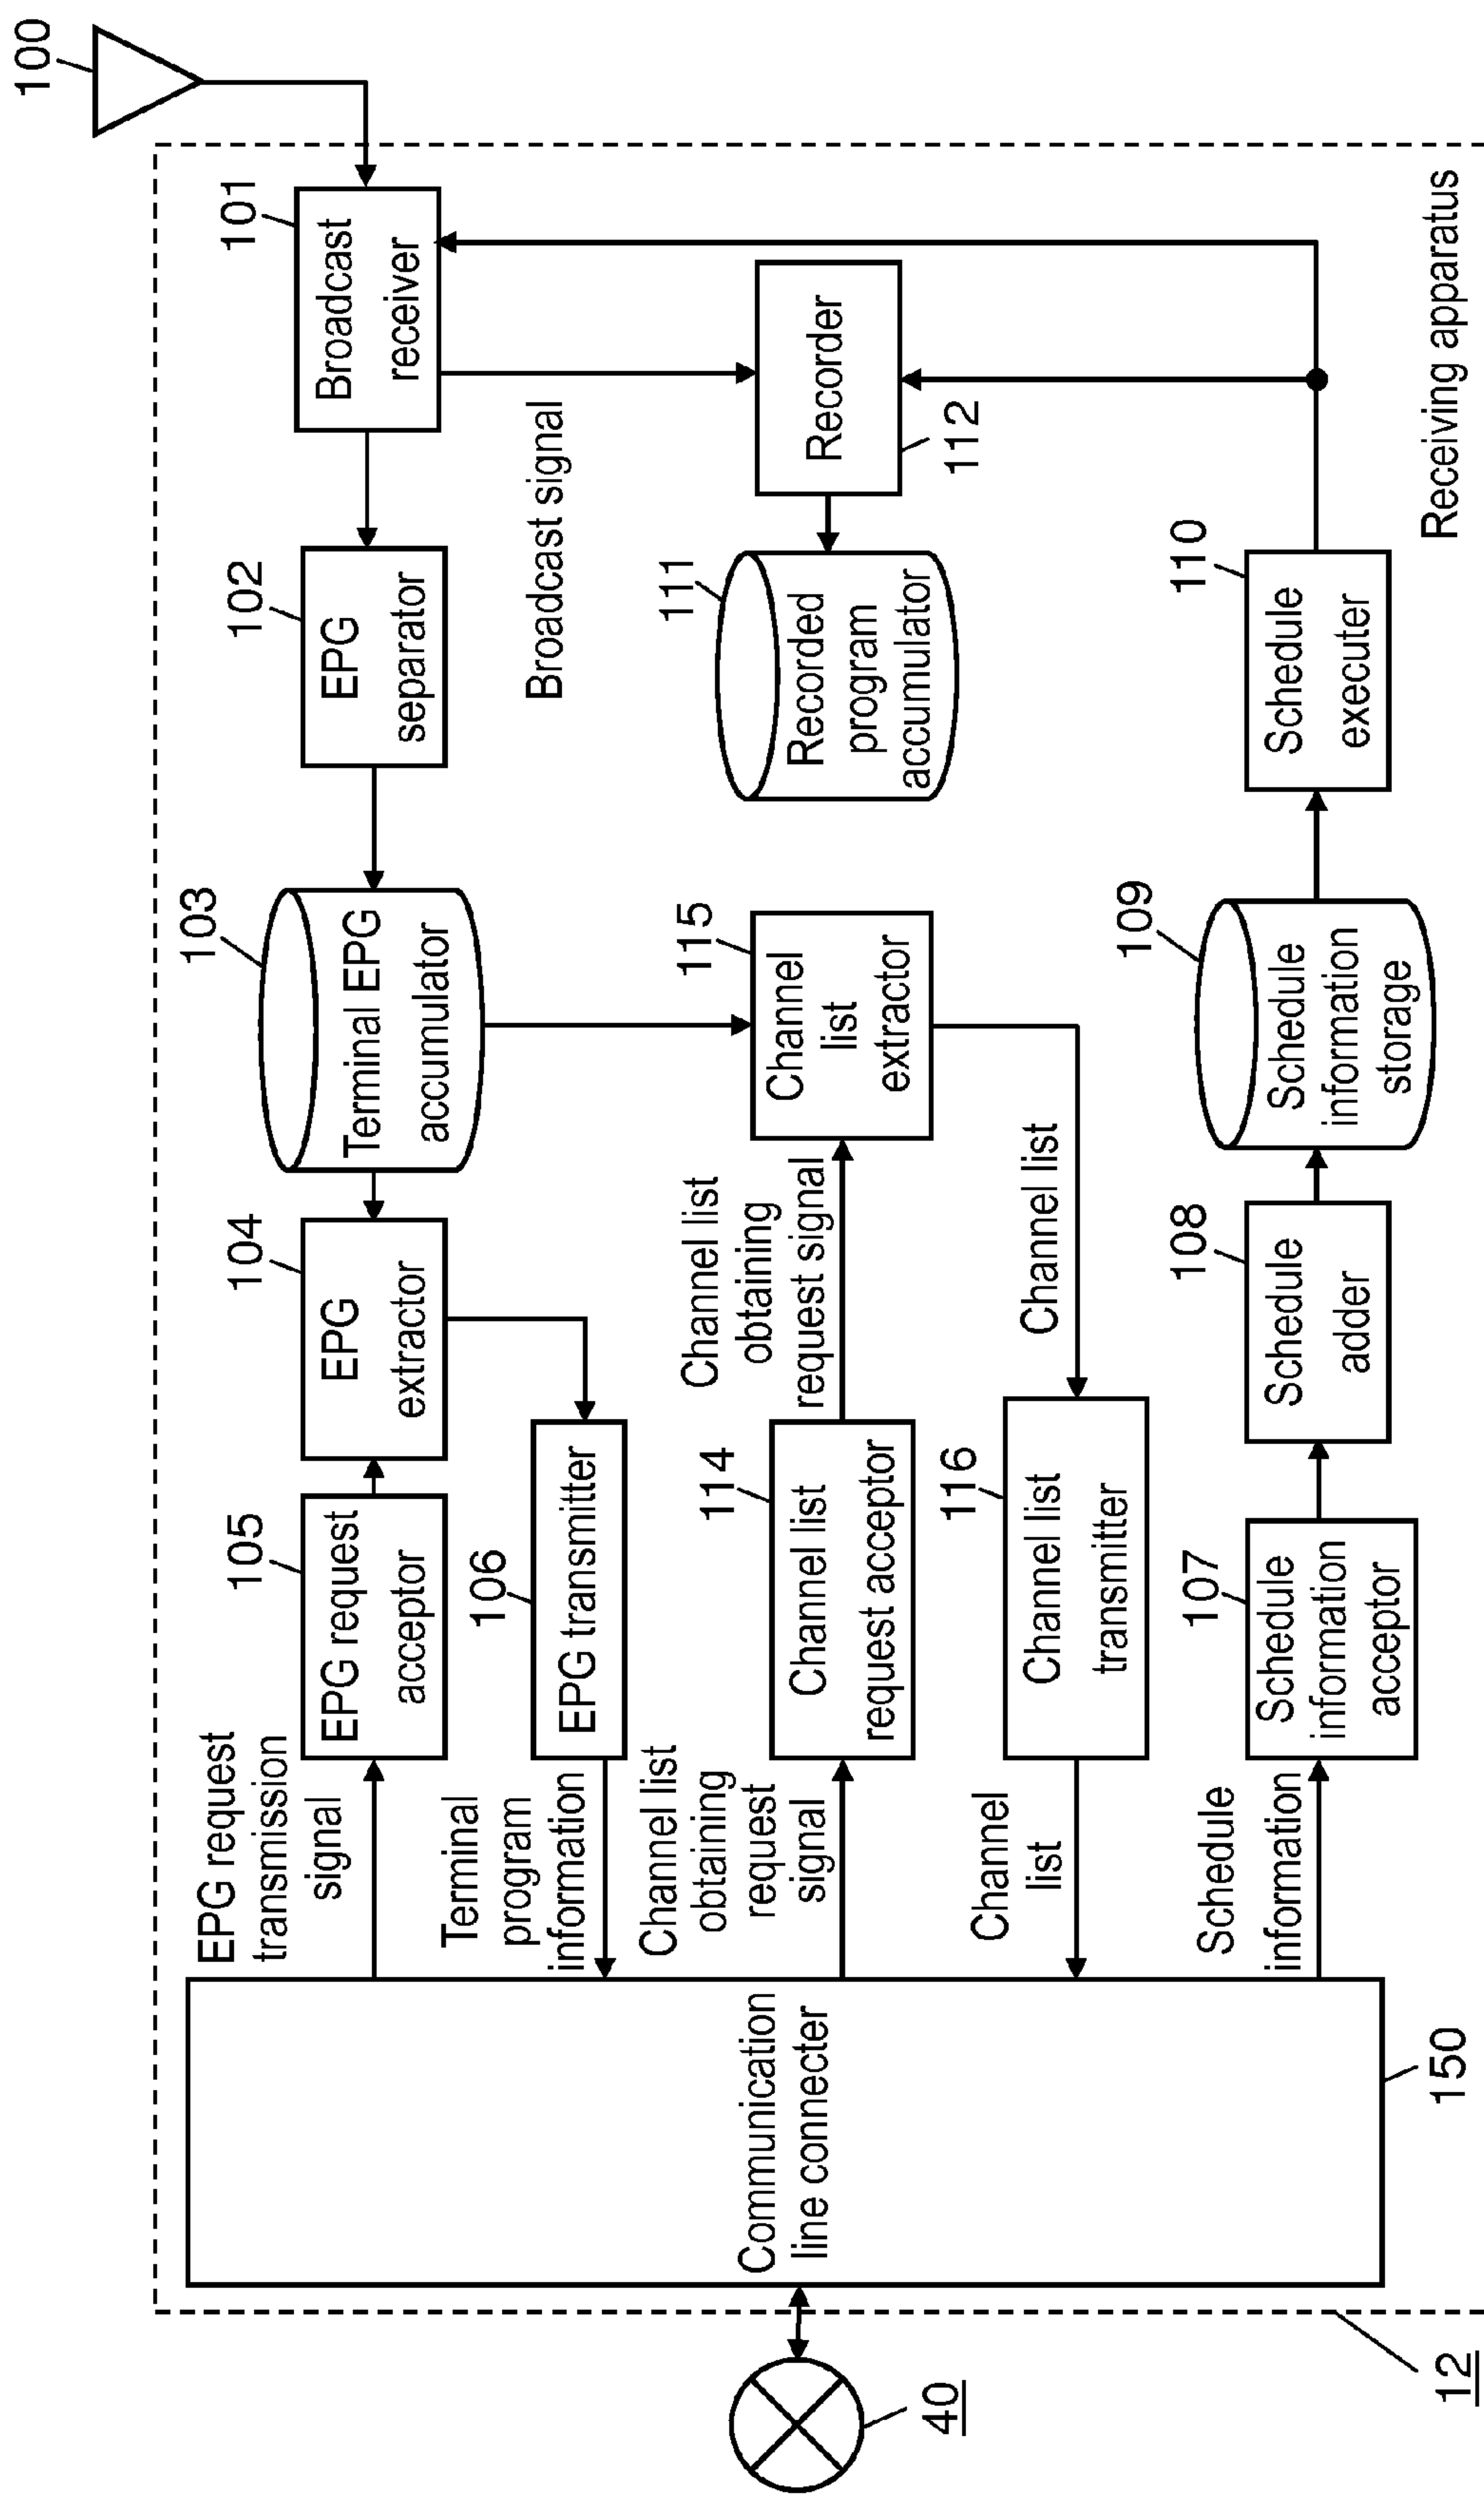 100
101
Broadcast
receiver
102
EPG
separator
103
Terminal EPG
accumulator
104
EPG
extractor
105
EPG request
acceptor
EPG request
transmission
signal
106
EPG transmitter
Terminal
program
information
Broadcast signal
Recorder
112
111
Recorded
program
accumulator
115
Channel
list
extractor
Channel list
obtaining
request signal
114
Channel list
request acceptor
Channel list
obtaining
request
signal
Channel list
116
Channel list
transmitter
Channel
list
110
Schedule
executer
109
Schedule
information
storage
108
Schedule
adder
107
Schedule
information
acceptor
Schedule
information
Communication
line connecter
150
40
12
Receiving apparatus